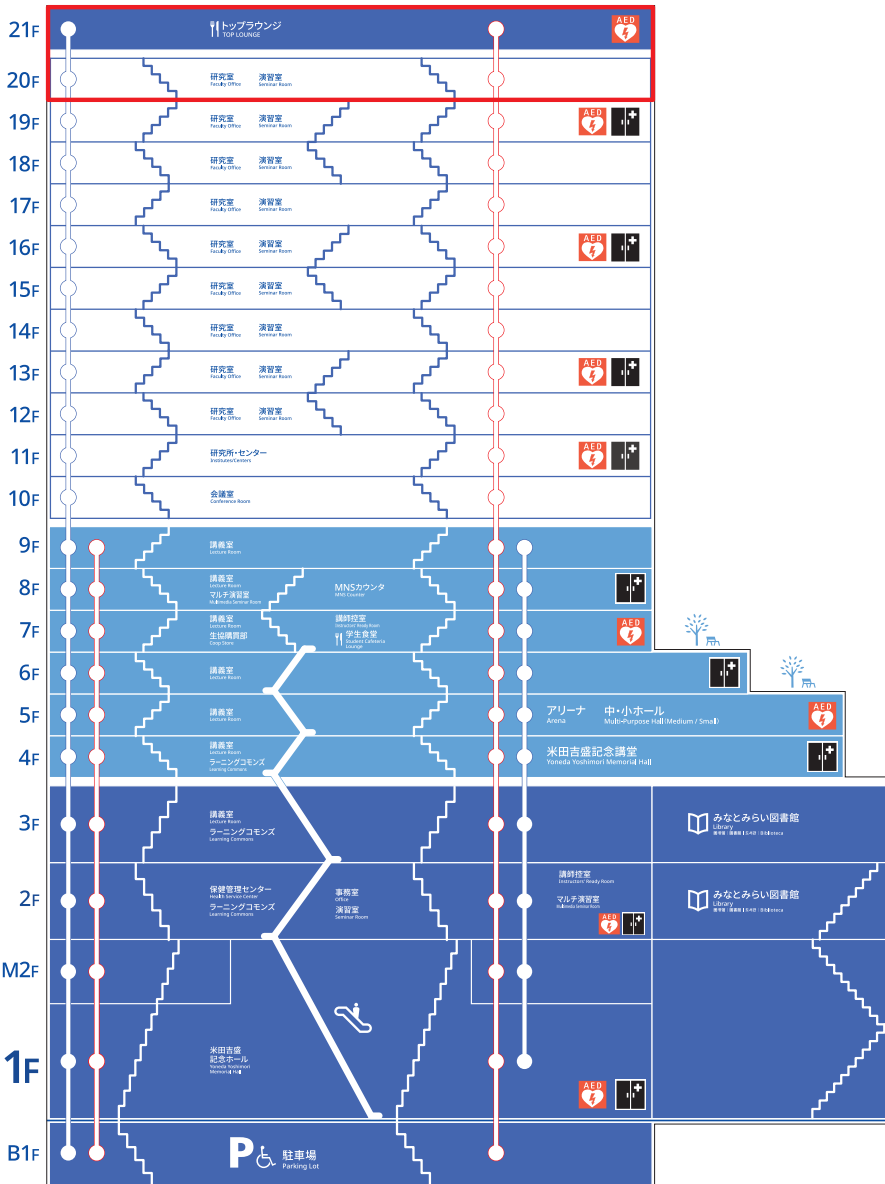 21F
トップラウンジ
TOP LOUNGE
AED
20F
研究室 演習室
Faculty Office Seminar Room
19F
研究室 演習室
Faculty Office Seminar Room
AED
18F
研究室 演習室
Faculty Office Seminar Room
17F
研究室 演習室
Faculty Office Seminar Room
16F
研究室 演習室
Faculty Office Seminar Room
AED
15F
研究室 演習室
Faculty Office Seminar Room
14F
研究室 演習室
Faculty Office Seminar Room
13F
研究室 演習室
Faculty Office Seminar Room
AED
12F
研究室 演習室
Faculty Office Seminar Room
11F
研究所・センター
Institutes/Centers
AED
10F
会議室
Conference Room
9F
講義室
Lecture Room
8F
講義室
Lecture Room
マルチ演習室
Multimedia Seminar Room
MNSカウンタ
MNS Counter
7F
講義室
Lecture Room
生協購買部
Coop Store
講師控室
Instructors' Ready Room
学生食堂
Student Cafeteria
Lounge
AED
6F
講義室
Lecture Room
5F
講義室
Lecture Room
アリーナ 中・小ホール
Arena Multi-Purpose Hall(Medium / Small)
AED
4F
講義室
Lecture Room
ラーニングコモンズ
Learning Commons
米田吉盛記念講堂
Yoneda Yoshimori Memorial Hall
3F
講義室
Lecture Room
ラーニングコモンズ
Learning Commons
みなとみらい図書館
Library
2F
保健管理センター
Health Service Center
ラーニングコモンズ
Learning Commons
事務室
Office
演習室
Seminar Room
講師控室
Instructors' Ready Room
マルチ演習室
Multimedia Seminar Room
AED
みなとみらい図書館
Library
M2F
1F
米田吉盛
記念ホール
Yoneda Yoshimori
Memorial Hall
AED
B1F
P
駐車場
Parking Lot